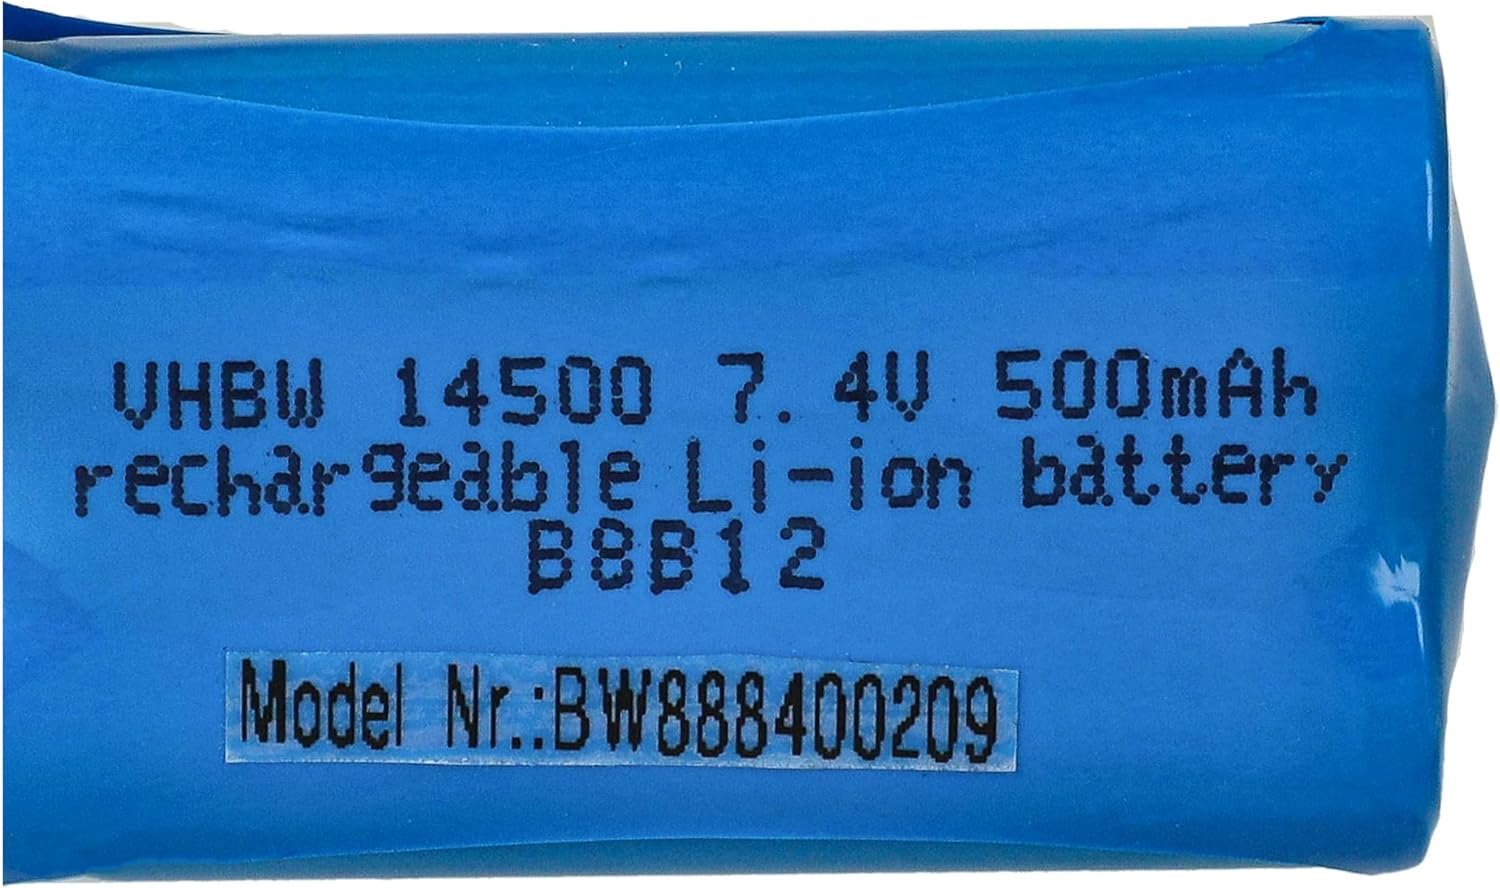 VHBW 14500 7.4V 500mAh
rechargeable Li-ion battery
B8B12
Model Nr.:BW888400209